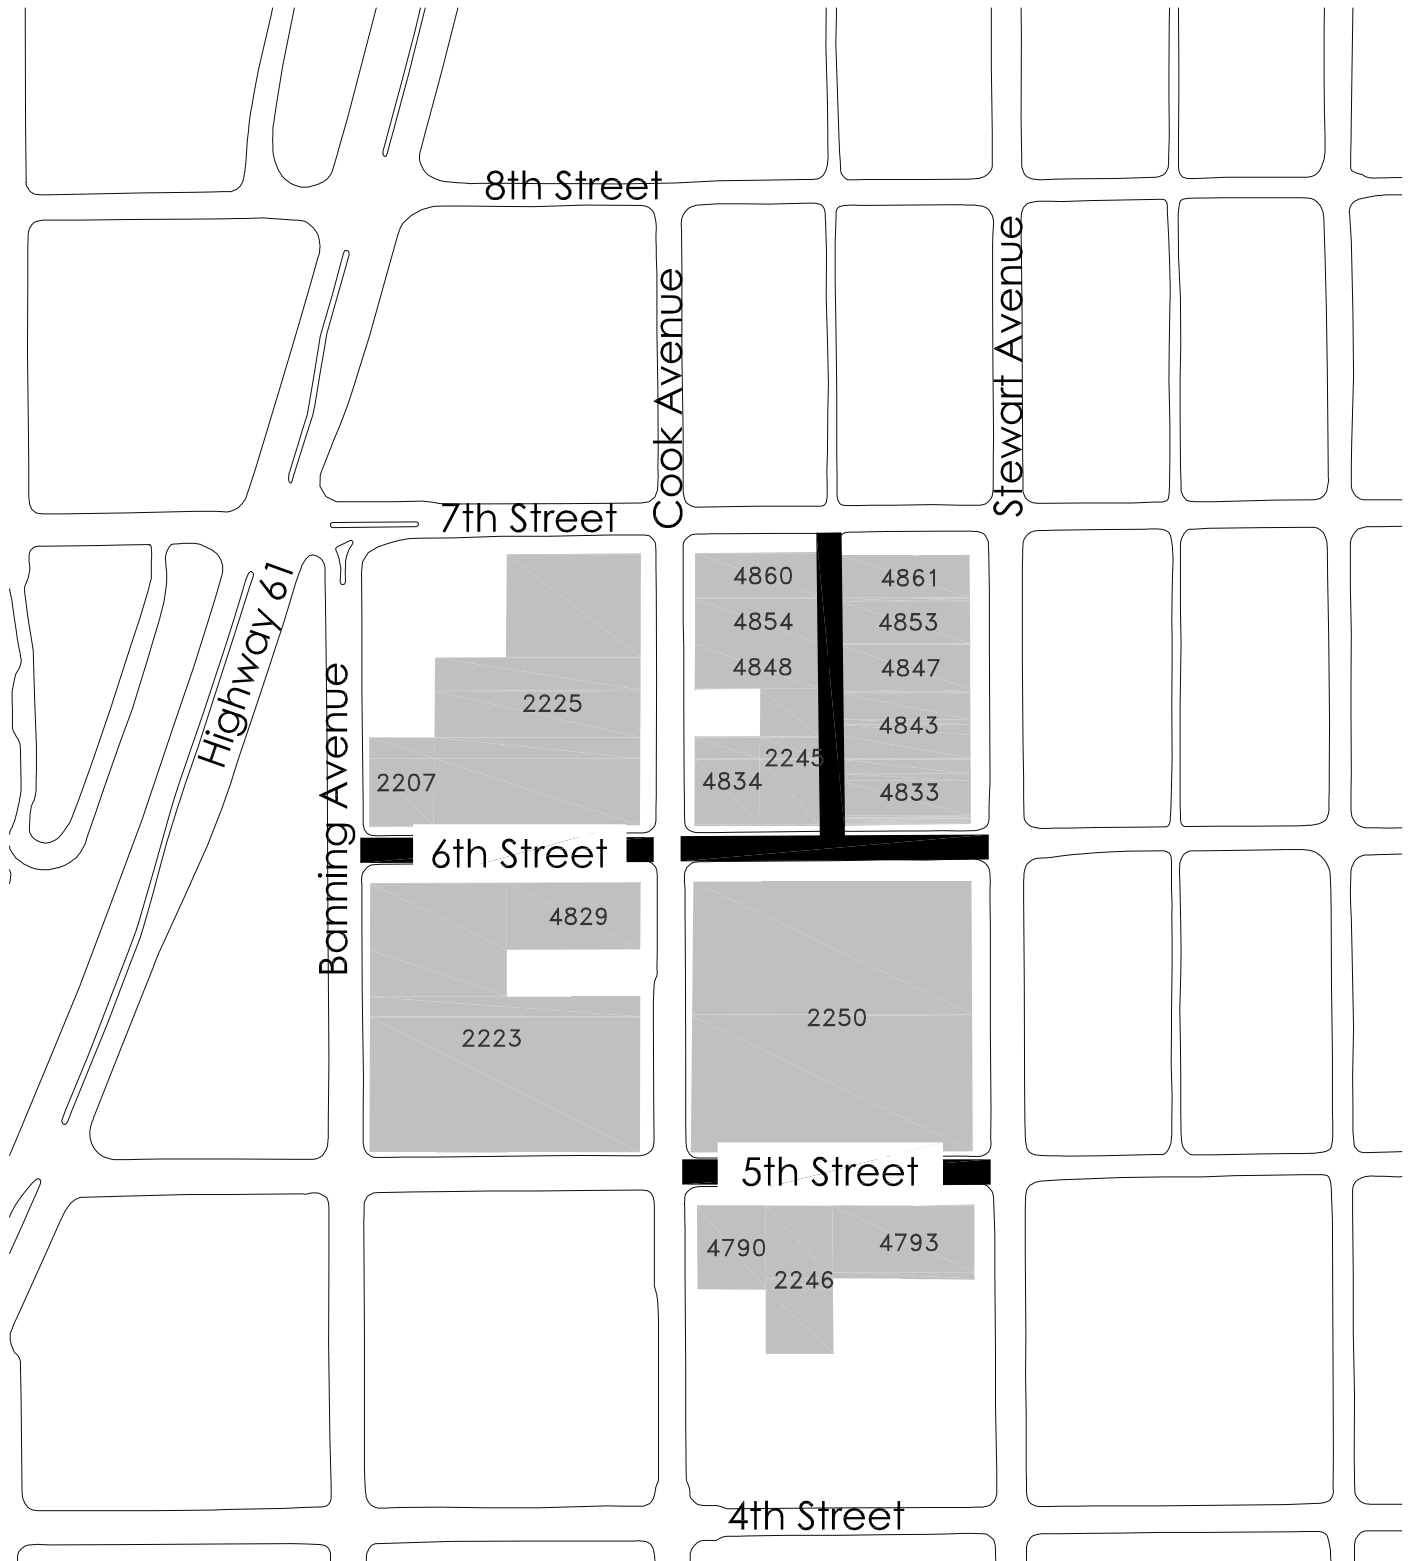 8th Street
Stewart Avenue
Cook Avenue
7th Street
Highway 61
4860
4861
4854
4853
4848
4847
2225
4843
2245
2207
4834
4833
Banning Avenue
6th Street
4829
2250
2223
5th Street
4790
4793
2246
4th Street